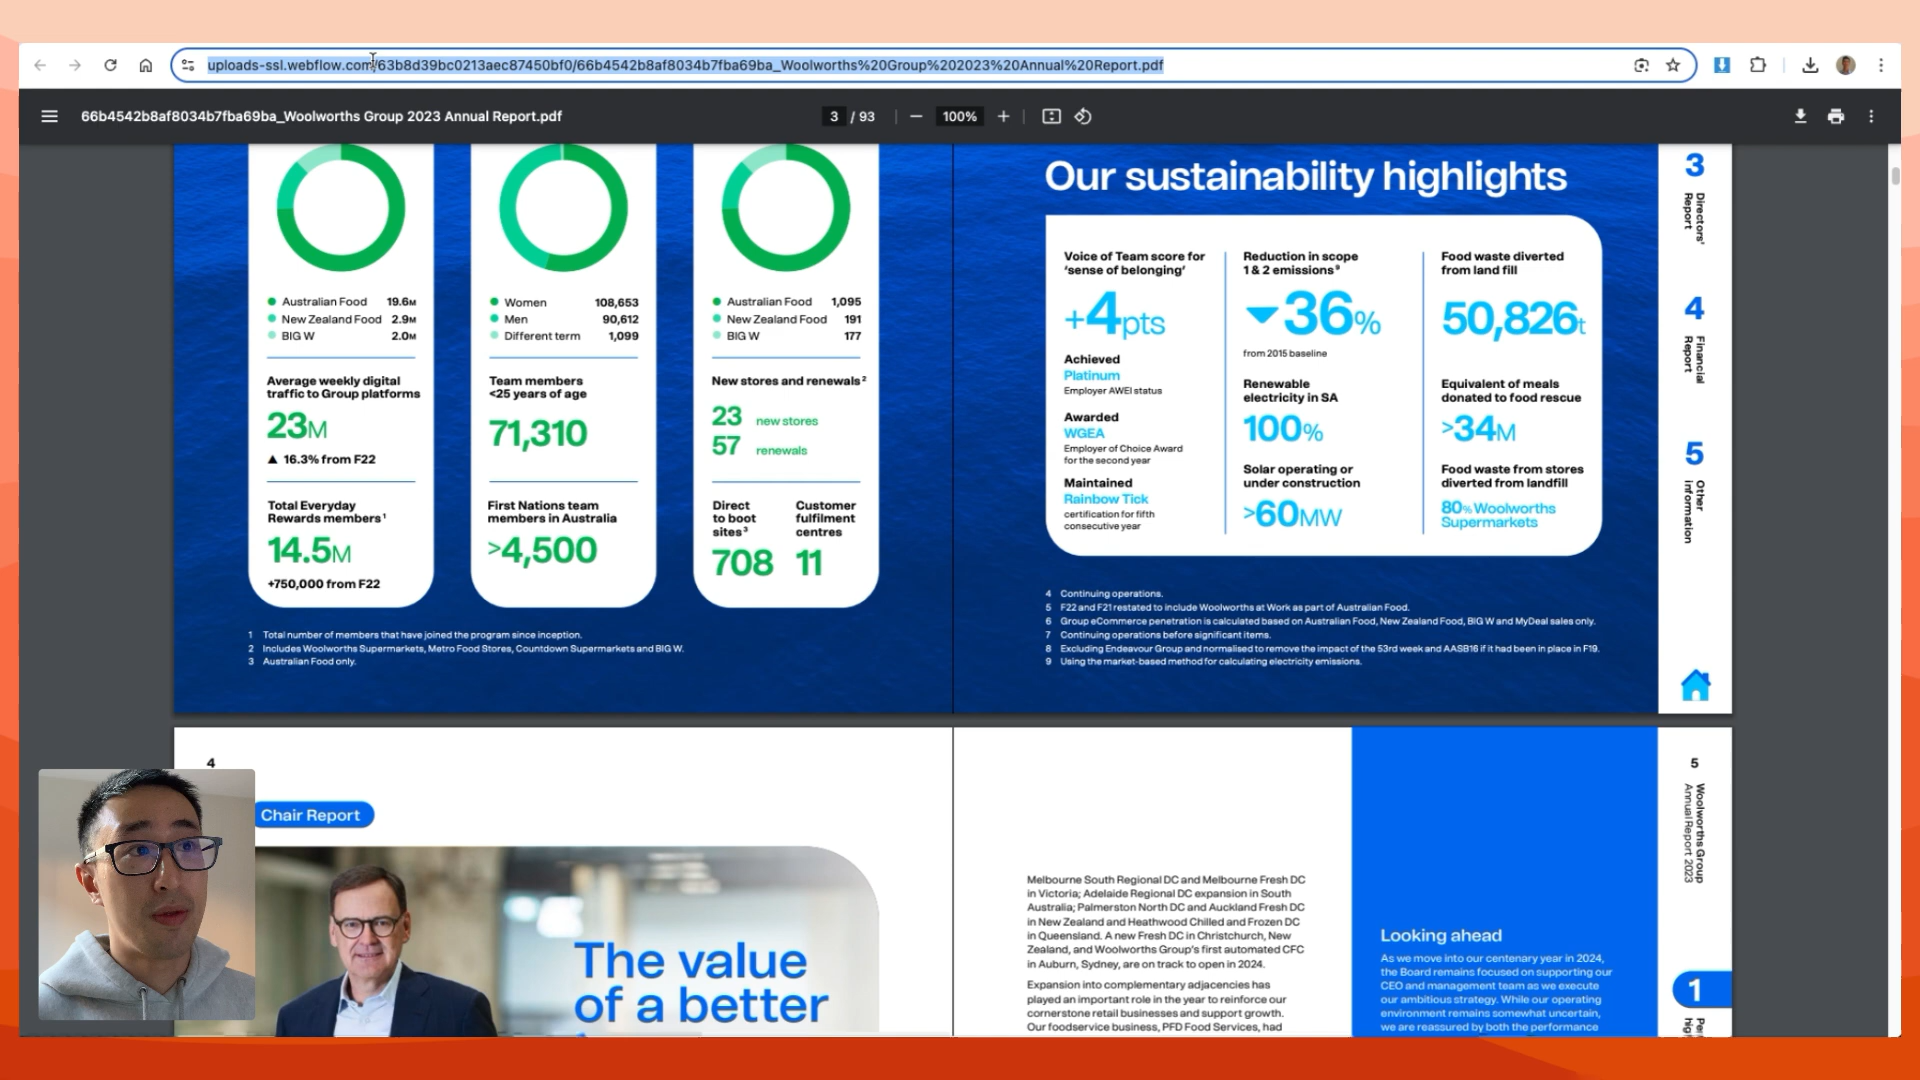 uploads-ssl.webflow.com/63b8d39bc0213aec87450bf0/66b4542b8af8034b7fba69ba_Woolworths%20Group%202023%20Annual%20Report.pdf
66b4542b8af8034b7fba69ba_Woolworths Group 2023 Annual Report.pdf
3 / 93
100%
Australian Food 19.6M
New Zealand Food 2.9M
BIG W 2.0M
Average weekly digital
traffic to Group platforms
23M
▲ 16.3% from F22
Total Everyday
Rewards members¹
14.5M
+750,000 from F22
Women 108,653
Men 90,612
Different term 1,099
Team members
<25 years of age
71,310
First Nations team
members in Australia
>4,500
Australian Food 1,095
New Zealand Food 191
BIG W 177
New stores and renewals²
23 new stores
57 renewals
Direct
to boot
sites³
708
Customer
fulfilment
centres
11
1 Total number of members that have joined the program since inception.
2 Includes Woolworths Supermarkets, Metro Food Stores, Countdown Supermarkets and BIG W.
3 Australian Food only.
Our sustainability highlights
Voice of Team score for
'sense of belonging'
+4pts
Achieved
Platinum
Employer AWEI status
Awarded
WGEA
Employer of Choice Award
for the second year
Maintained
Rainbow Tick
certification for fifth
consecutive year
Reduction in scope
1 & 2 emissions⁹
▼36%
from 2015 baseline
Renewable
electricity in SA
100%
Solar operating or
under construction
>60MW
Food waste diverted
from land fill
50,826t
Equivalent of meals
donated to food rescue
>34M
Food waste from stores
diverted from landfill
80% Woolworths
Supermarkets
4 Continuing operations.
5 F22 and F21 restated to include Woolworths at Work as part of Australian Food.
6 Group eCommerce penetration is calculated based on Australian Food, New Zealand Food, BIG W and MyDeal sales only.
7 Continuing operations before significant items.
8 Excluding Endeavour Group and normalised to remove the impact of the 53rd week and AASB16 if it had been in place in F19.
9 Using the market-based method for calculating electricity emissions.
3
Directors'
Report
4
Financial
Report
5
Other
information
4
Chair Report
The value
of a better
Melbourne South Regional DC and Melbourne Fresh DC
in Victoria; Adelaide Regional DC expansion in South
Australia; Palmerston North DC and Auckland Fresh DC
in New Zealand and Heathwood Chilled and Frozen DC
in Queensland. A new Fresh DC in Christchurch, New
Zealand, and Woolworths Group's first automated CFC
in Auburn, Sydney, are on track to open in 2024.
Expansion into complementary adjacencies has
played an important role in the year to reinforce our
cornerstone retail businesses and support growth.
Our foodservice business, PFD Food Services, had
Looking ahead
As we move into our centenary year in 2024,
the Board remains focused on supporting our
CEO and management team as we execute
our ambitious strategy. While our operating
environment remains somewhat uncertain,
we are reassured by both the performance
5
Woolworths Group
Annual Report 2023
1